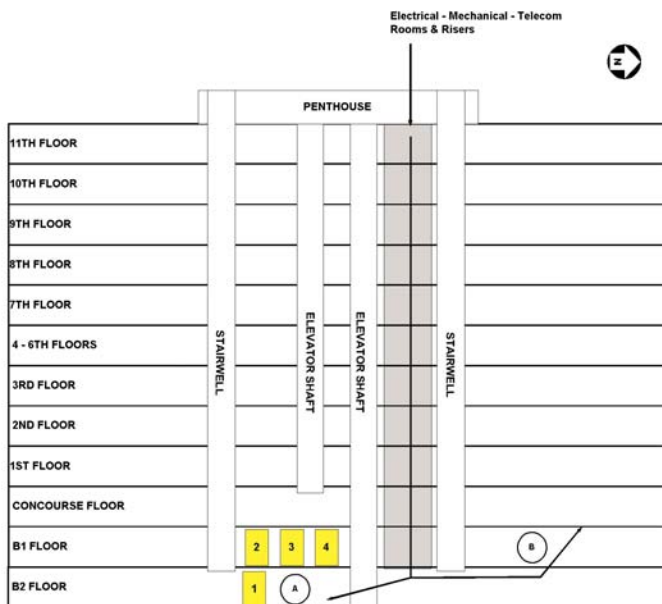 Electrical - Mechanical - Telecom
Rooms & Risers
N
PENTHOUSE
11TH FLOOR
10TH FLOOR
9TH FLOOR
8TH FLOOR
7TH FLOOR
4 - 6TH FLOORS
3RD FLOOR
2ND FLOOR
1ST FLOOR
CONCOURSE FLOOR
B1 FLOOR
B2 FLOOR
STAIRWELL
ELEVATOR SHAFT
ELEVATOR SHAFT
STAIRWELL
2 3 4
B
1
A